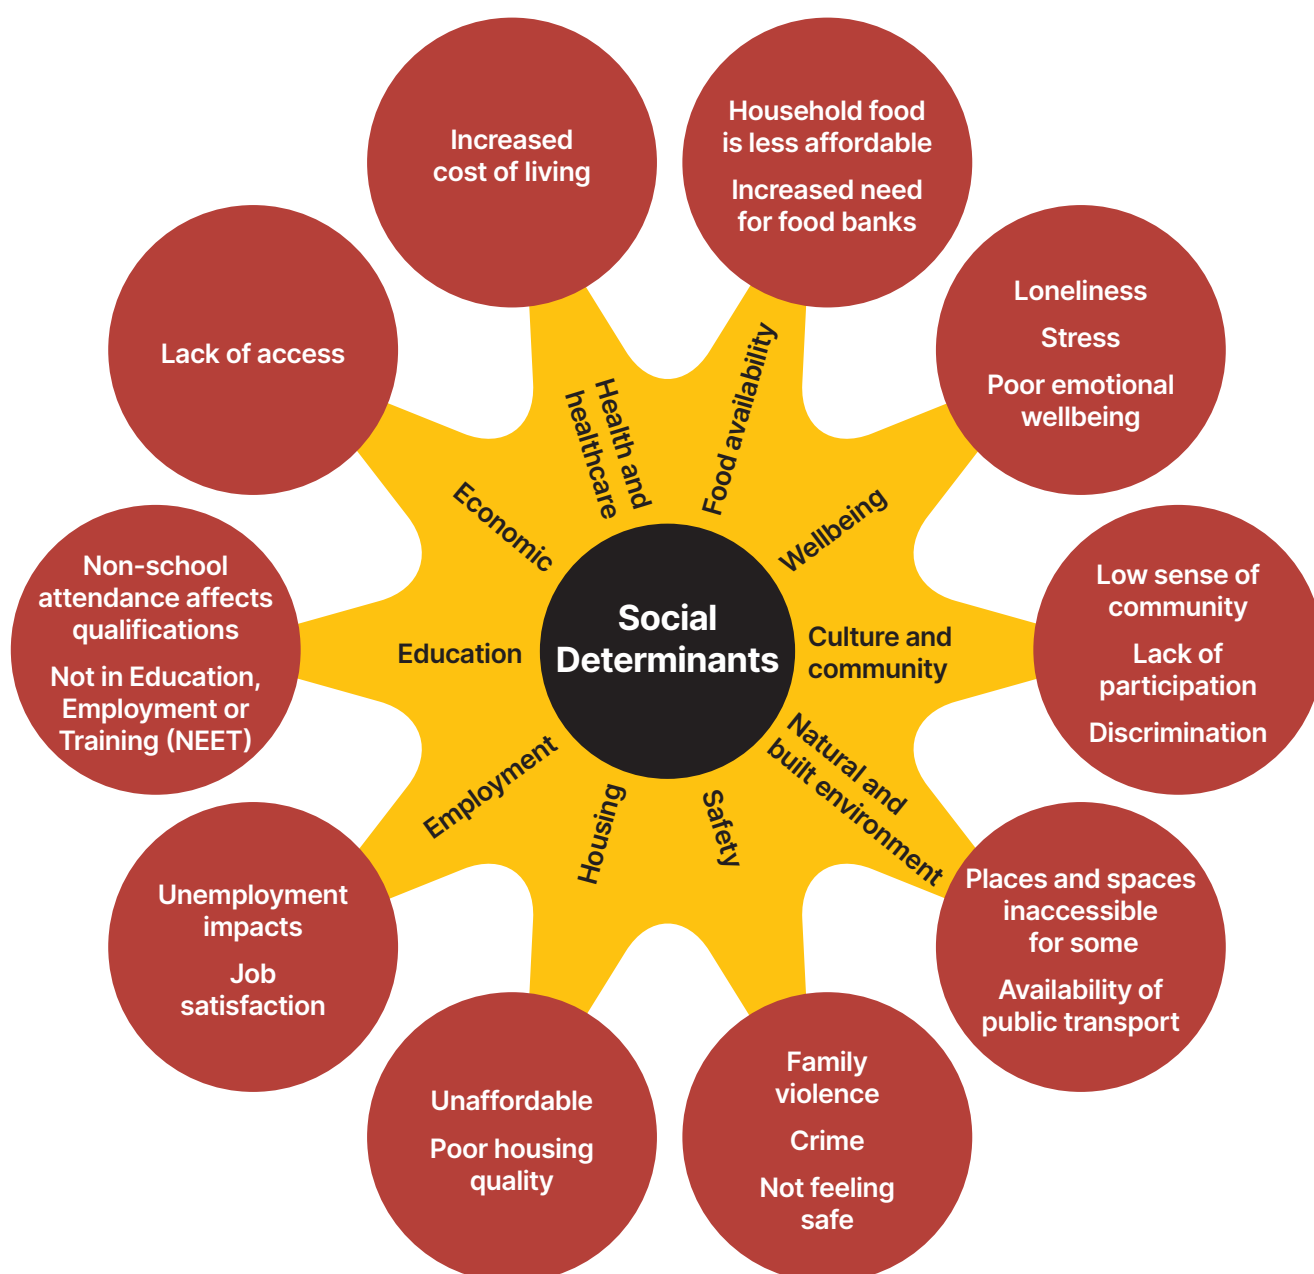 Increased
cost of living
Household food
is less affordable
Increased need
for food banks
Loneliness
Stress
Poor emotional
wellbeing
Lack of access
Health and
healthcare
Food availability
Economic
Wellbeing
Non-school
attendance affects
qualifications
Not in Education,
Employment or
Training (NEET)
Education
Social
Determinants
Culture and
community
Low sense of
community
Lack of
participation
Discrimination
Employment
Housing
Safety
Natural and
built environment
Unemployment
impacts
Job
satisfaction
Places and spaces
inaccessible
for some
Availability of
public transport
Unaffordable
Poor housing
quality
Family
violence
Crime
Not feeling
safe